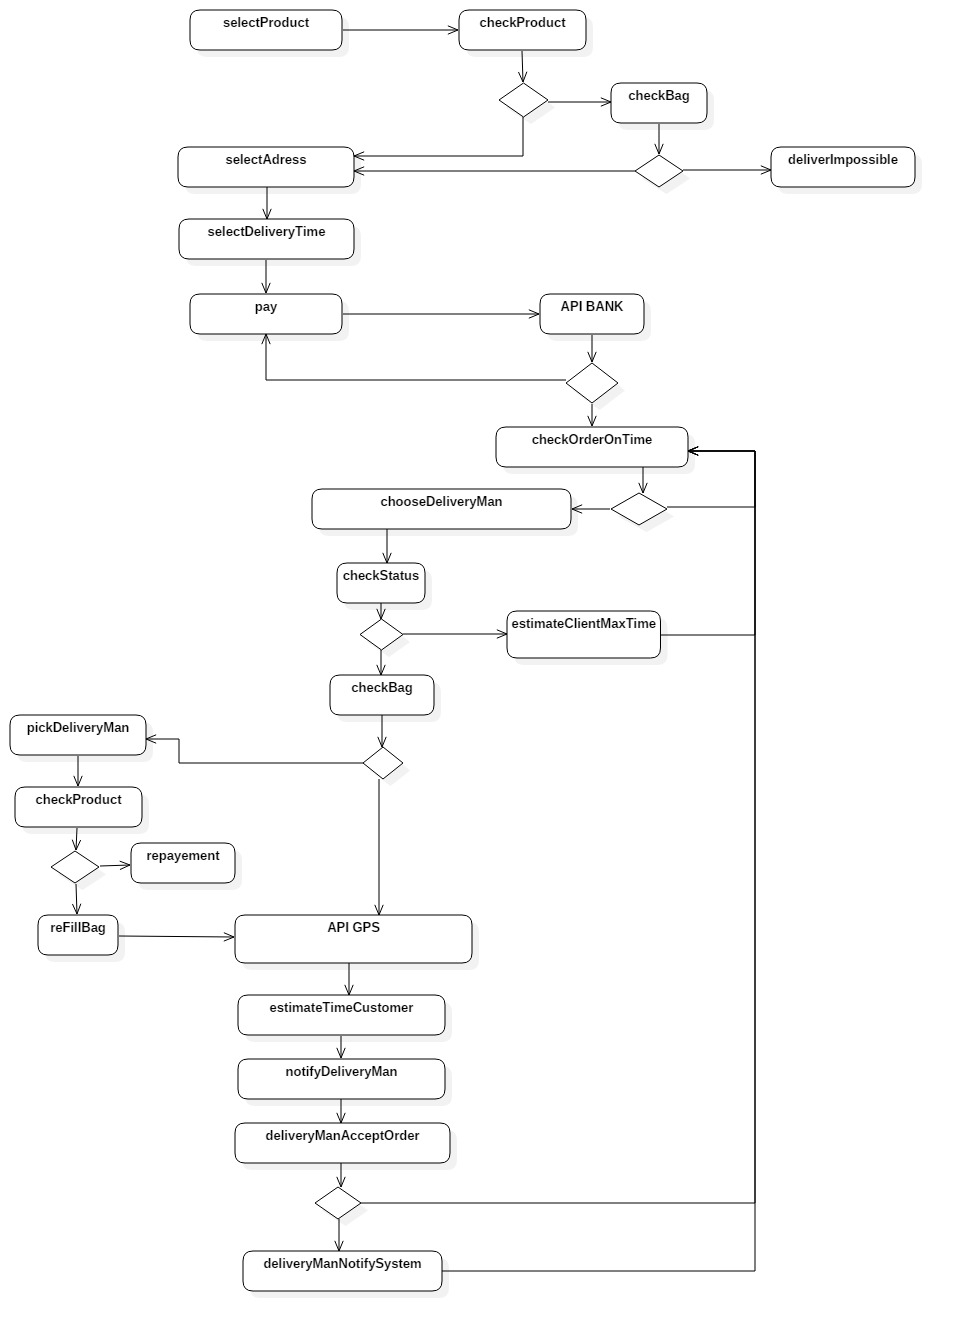 selectProduct
checkProduct
checkBag
selectAdress
deliverImpossible
selectDeliveryTime
pay
API BANK
checkOrderOnTime
chooseDeliveryMan
checkStatus
estimateClientMaxTime
checkBag
pickDeliveryMan
checkProduct
repayement
reFillBag
API GPS
estimateTimeCustomer
notifyDeliveryMan
deliveryManAcceptOrder
deliveryManNotifySystem